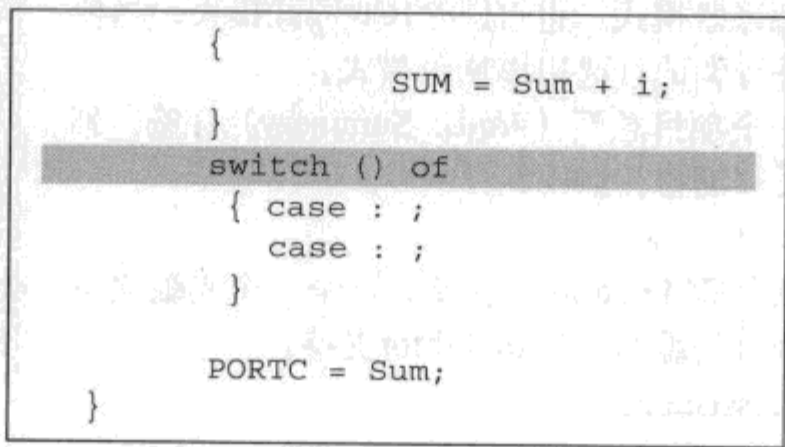 {
SUM = Sum + i;
}
switch () of
{ case : ;
case : ;
}
PORTC = Sum;
}